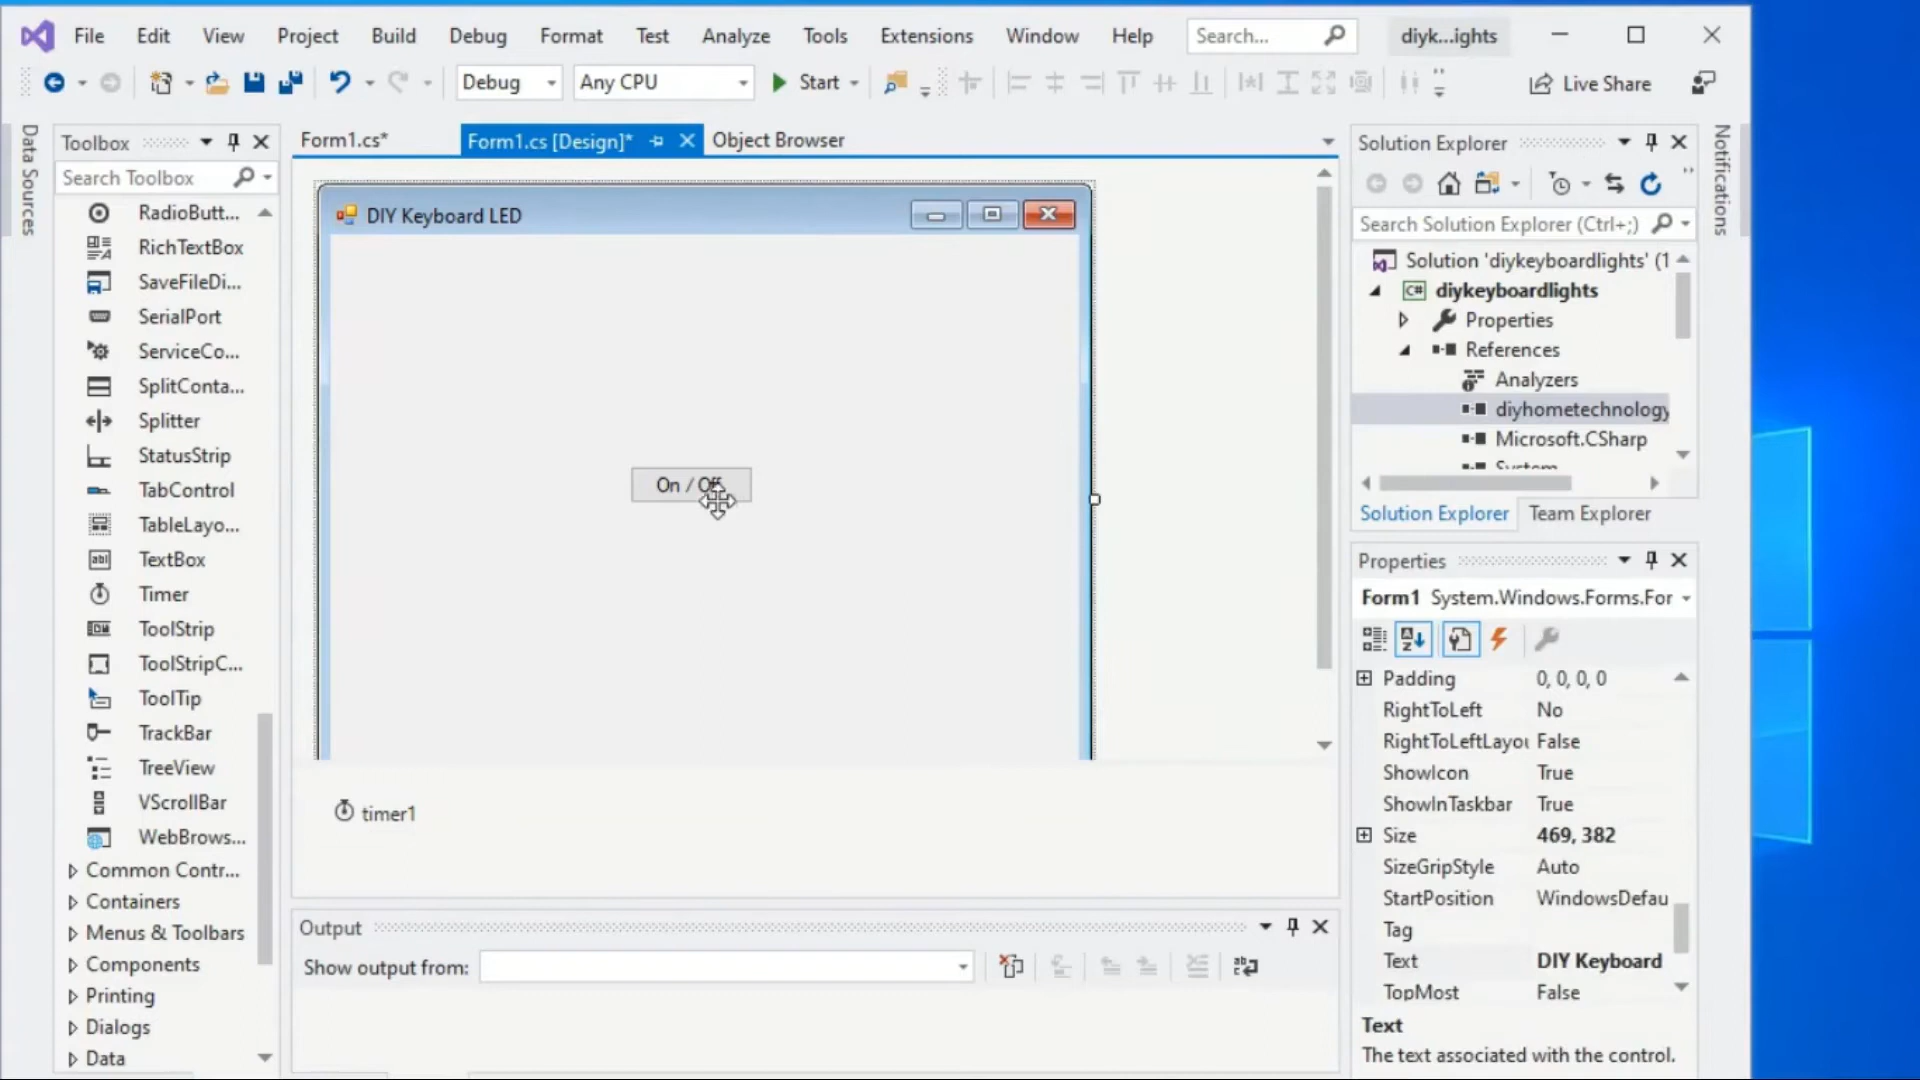 File Edit View Project Build Debug Format Test Analyze Tools Extensions Window Help Search... diyk...ights
Debug Any CPU Start Live Share
Data Sources
Toolbox
Search Toolbox
RadioButt...
RichTextBox
SaveFileDi...
SerialPort
ServiceCo...
SplitConta...
Splitter
StatusStrip
TabControl
TableLayo...
TextBox
Timer
ToolStrip
ToolStripC...
ToolTip
TrackBar
TreeView
VScrollBar
WebBrows...
Common Contr...
Containers
Menus & Toolbars
Components
Printing
Dialogs
Data
Form1.cs* Form1.cs [Design]* Object Browser
DIY Keyboard LED
On / Off
timer1
Output
Show output from:
Solution Explorer
Search Solution Explorer (Ctrl+;)
Solution 'diykeyboardlights' (1
C# diykeyboardlights
Properties
References
Analyzers
diyhometechnology
Microsoft.CSharp
System
Solution Explorer Team Explorer
Properties
Form1 System.Windows.Forms.For
Padding 0, 0, 0, 0
RightToLeft No
RightToLeftLayou False
ShowIcon True
ShowInTaskbar True
Size 469, 382
SizeGripStyle Auto
StartPosition WindowsDefau
Tag
Text DIY Keyboard
TopMost False
Text
The text associated with the control.
Notifications